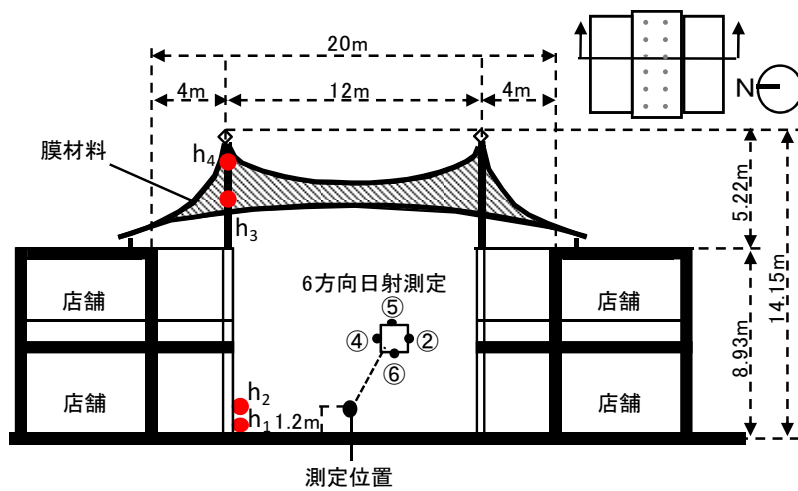 20m
4m
12m
4m
N
膜材料
h₄
h₃
5.22m
14.15m
8.93m
6方向日射測定
⑤
④
②
⑥
店舗
店舗
店舗
店舗
h₂
h₁
1.2m
測定位置